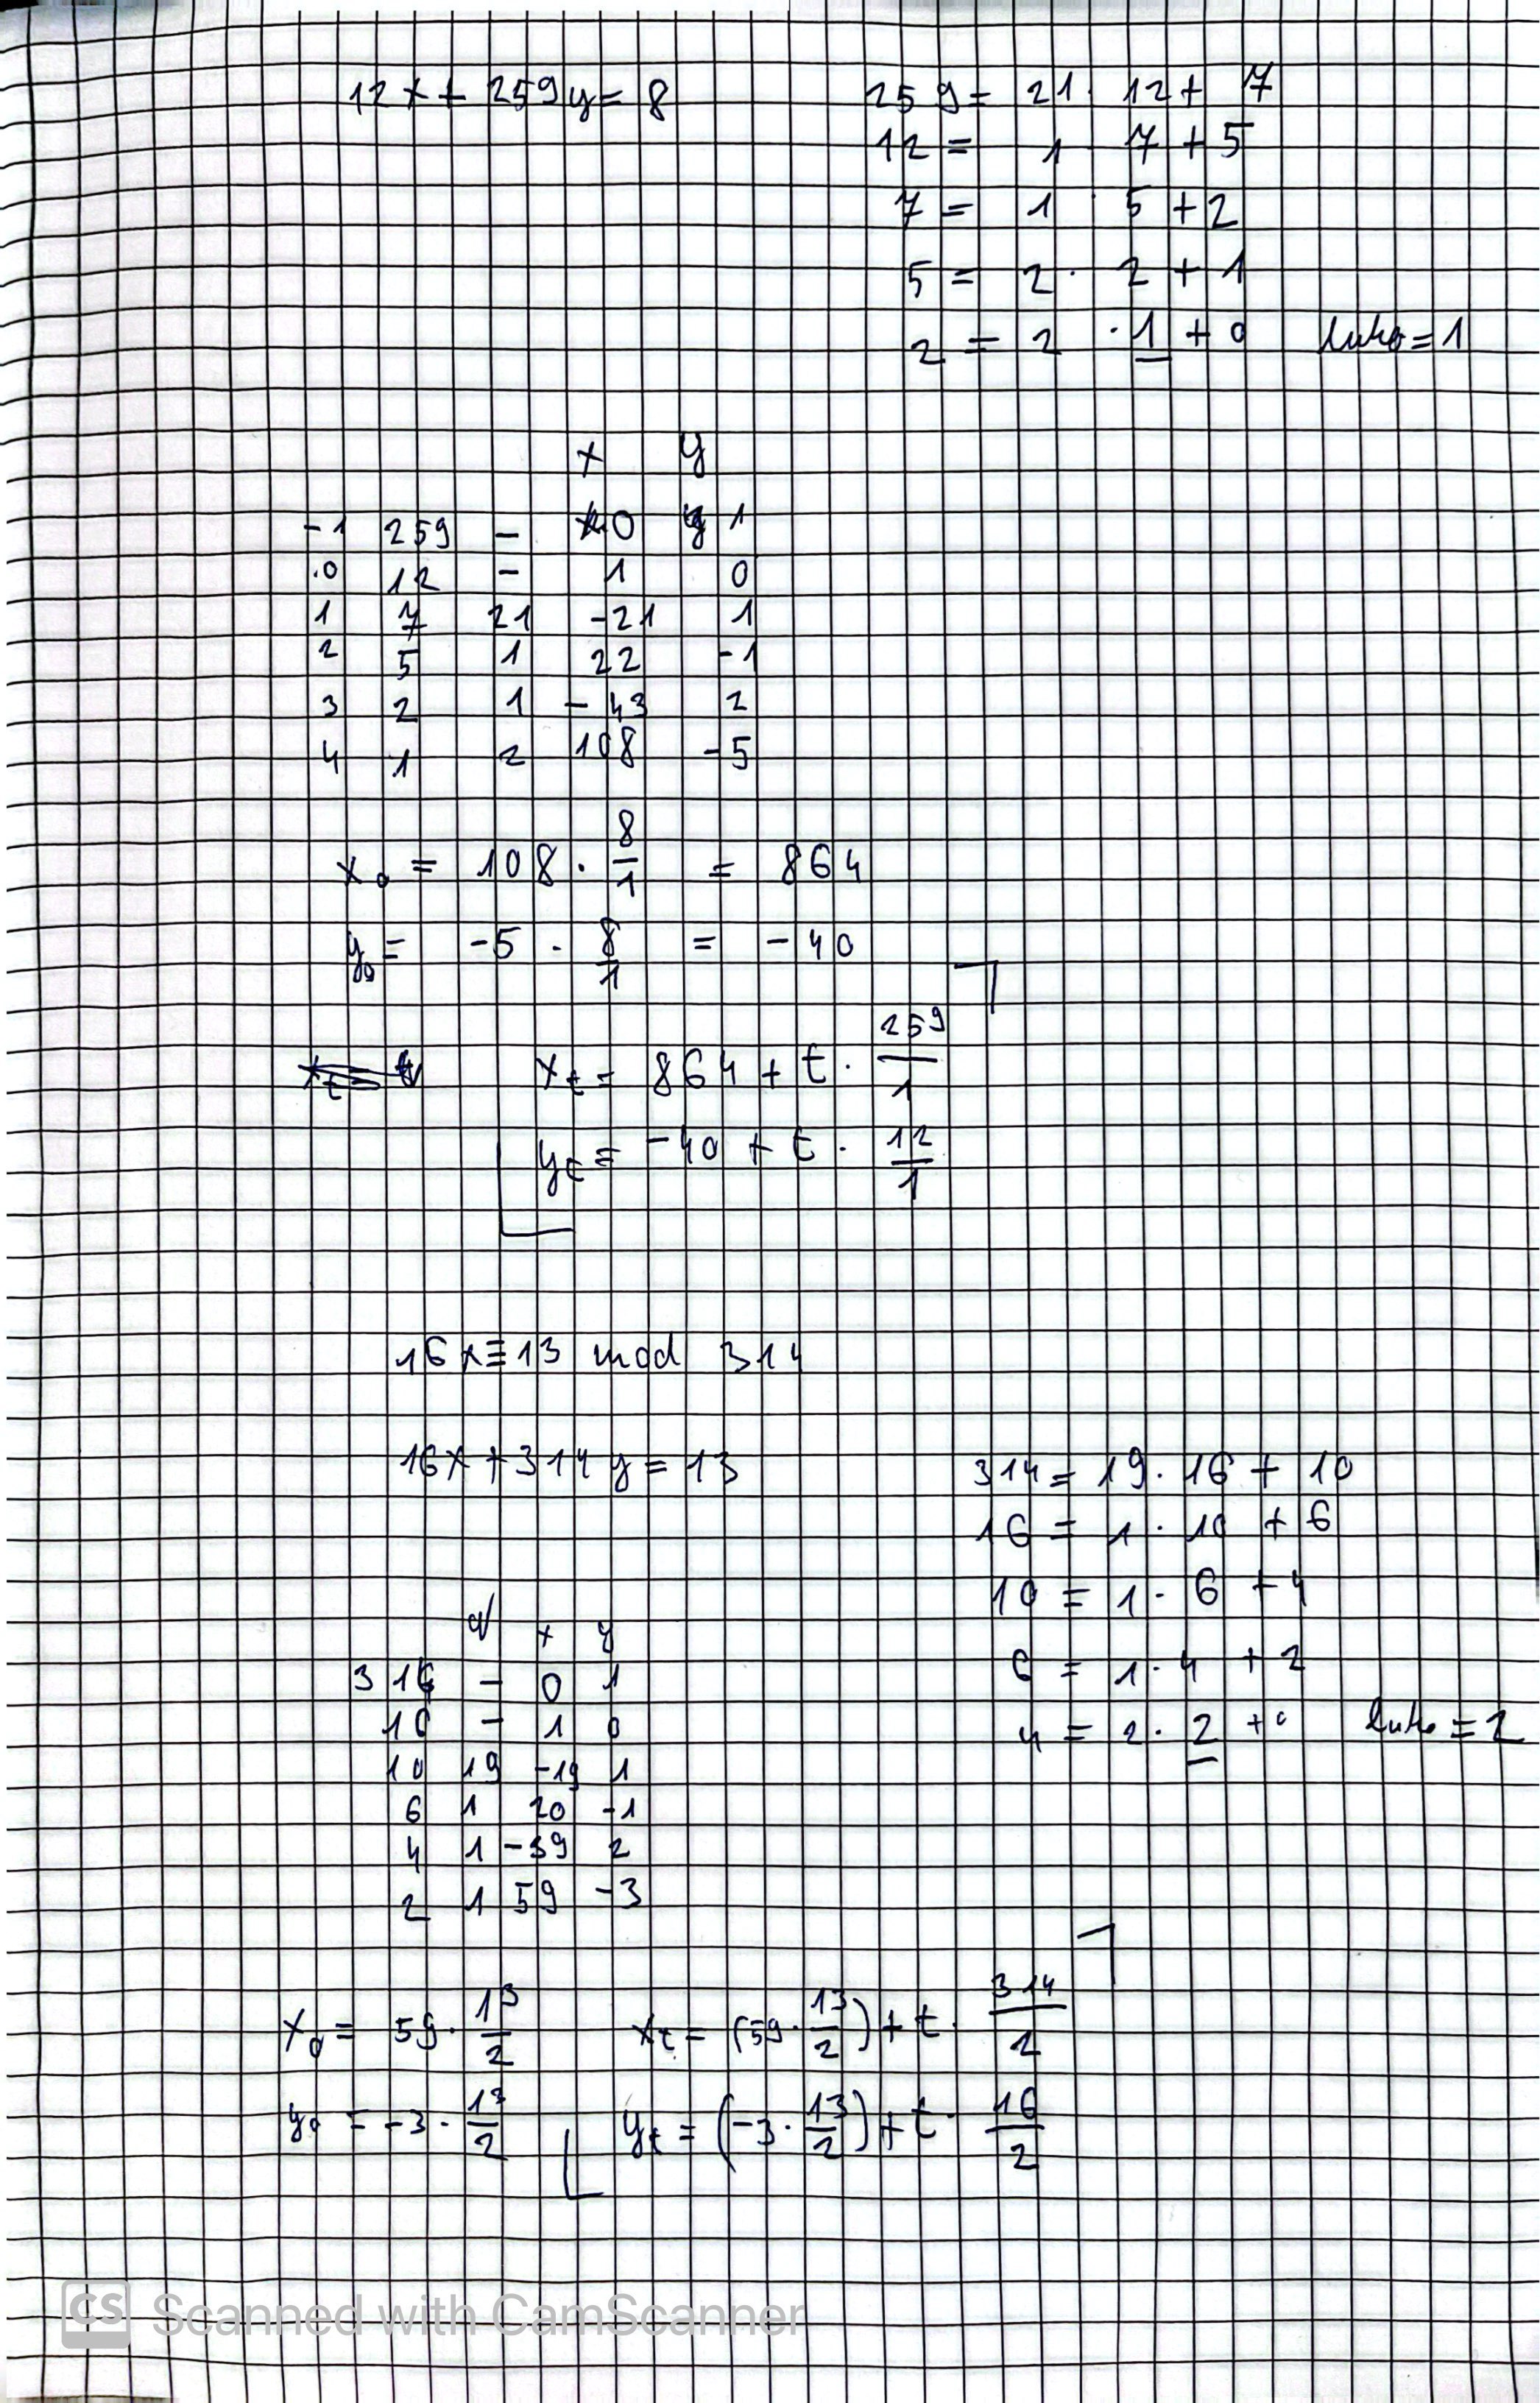 12x + 259y = 8
259 = 21 · 12 + 7
12 = 1 7 + 5
7 = 1 · 5 + 2
5 = 2 · 2 + 1
2 = 2 · 1 + 0 lnko = 1
x y
-1 259 - 0 1
0 12 - 1 0
1 7 21 -21 1
2 5 1 22 -1
3 2 1 -43 2
4 1 2 108 -5
x₀ = 108 · 8/1 = 864
y₀ = -5 · 8/1 = -40
xt = 864 + t · 259/1
yt = -40 + t · 12/1
16x ≡ 13 mod 314
16x + 314y = 13
314 = 19 · 16 + 10
16 = 1 · 10 + 6
10 = 1 · 6 + 4
6 = 1 · 4 + 2
4 = 2 · 2 + 0 lnko = 2
q x y
316 - 0 1
16 - 1 0
10 19 -19 1
6 1 20 -1
4 1 -39 2
2 1 59 -3
x₀ = 59 · 13/2 xt = (59 · 13/2) + t · 314/2
y₀ = -3 · 13/2 yt = (-3 · 13/2) + t · 16/2
CS Scanned with CamScanner